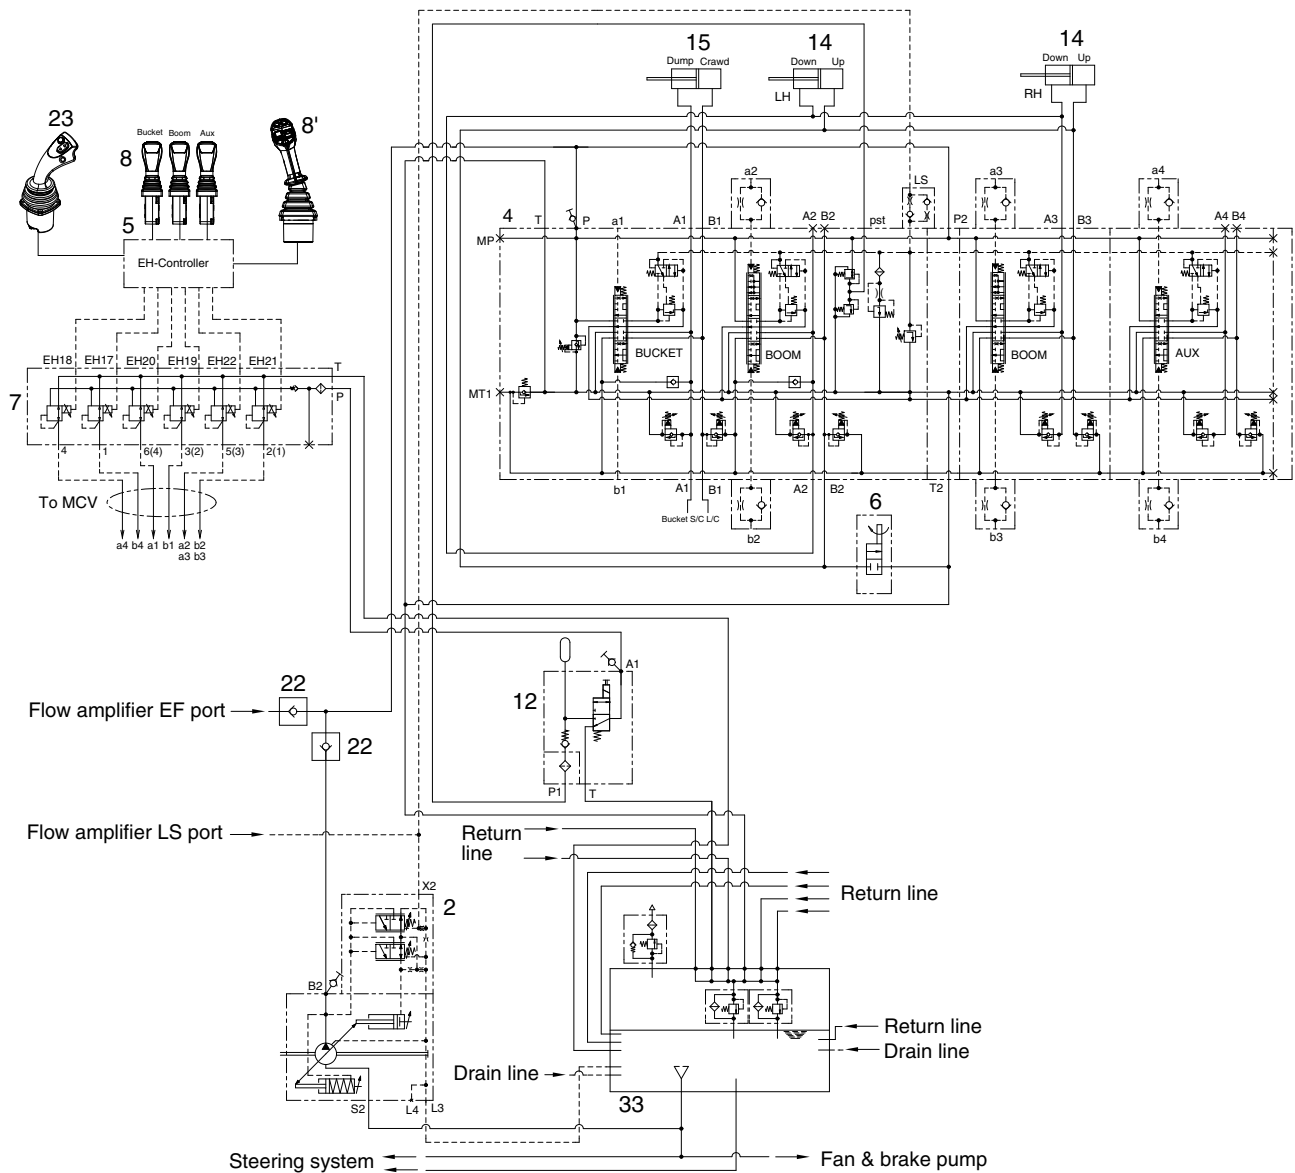 15
14
14
Dump Crawd
Down Up
Down Up
LH
RH
23
8
Bucket Boom Aux
8'
5
EH-Controller
4
T
P
a1
A1
B1
a2
A2 B2
pst
LS
P2
a3
A3
B3
a4
A4 B4
MP
BUCKET
BOOM
BOOM
AUX
MT1
EH18
EH17
EH20
EH19
EH22
EH21
T
P
7
4
1
6(4)
3(2)
5(3)
2(1)
To MCV
a4 b4 a1 b1 a2 b2
a3 b3
b1
A1
B1
Bucket S/C L/C
b2
A2
B2
T2
b3
b4
6
12
A1
P1
T
22
Flow amplifier EF port
22
Flow amplifier LS port
Return
line
Return line
X2
2
B2
S2
L4
L3
Return line
Drain line
Drain line
33
Steering system
Fan & brake pump